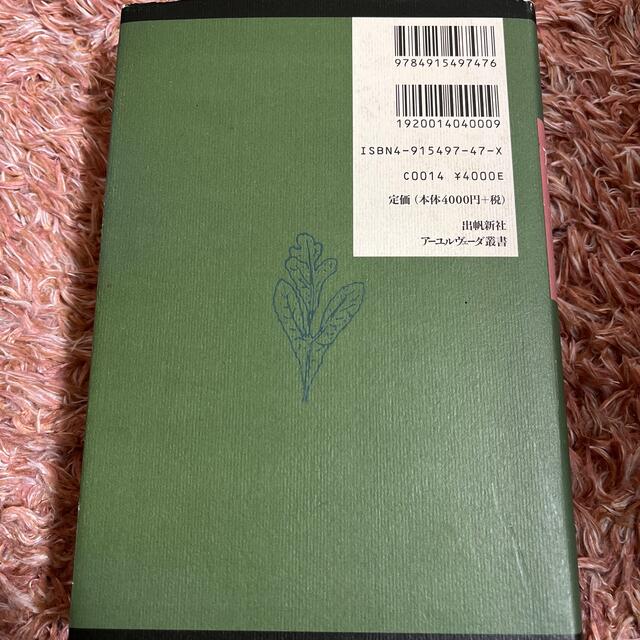 9784915497476
1920014040009
ISBN4-915497-47-X
C0014 ¥4000E
定価（本体4000円+税）
出帆新社
アーユルヴェーダ叢書